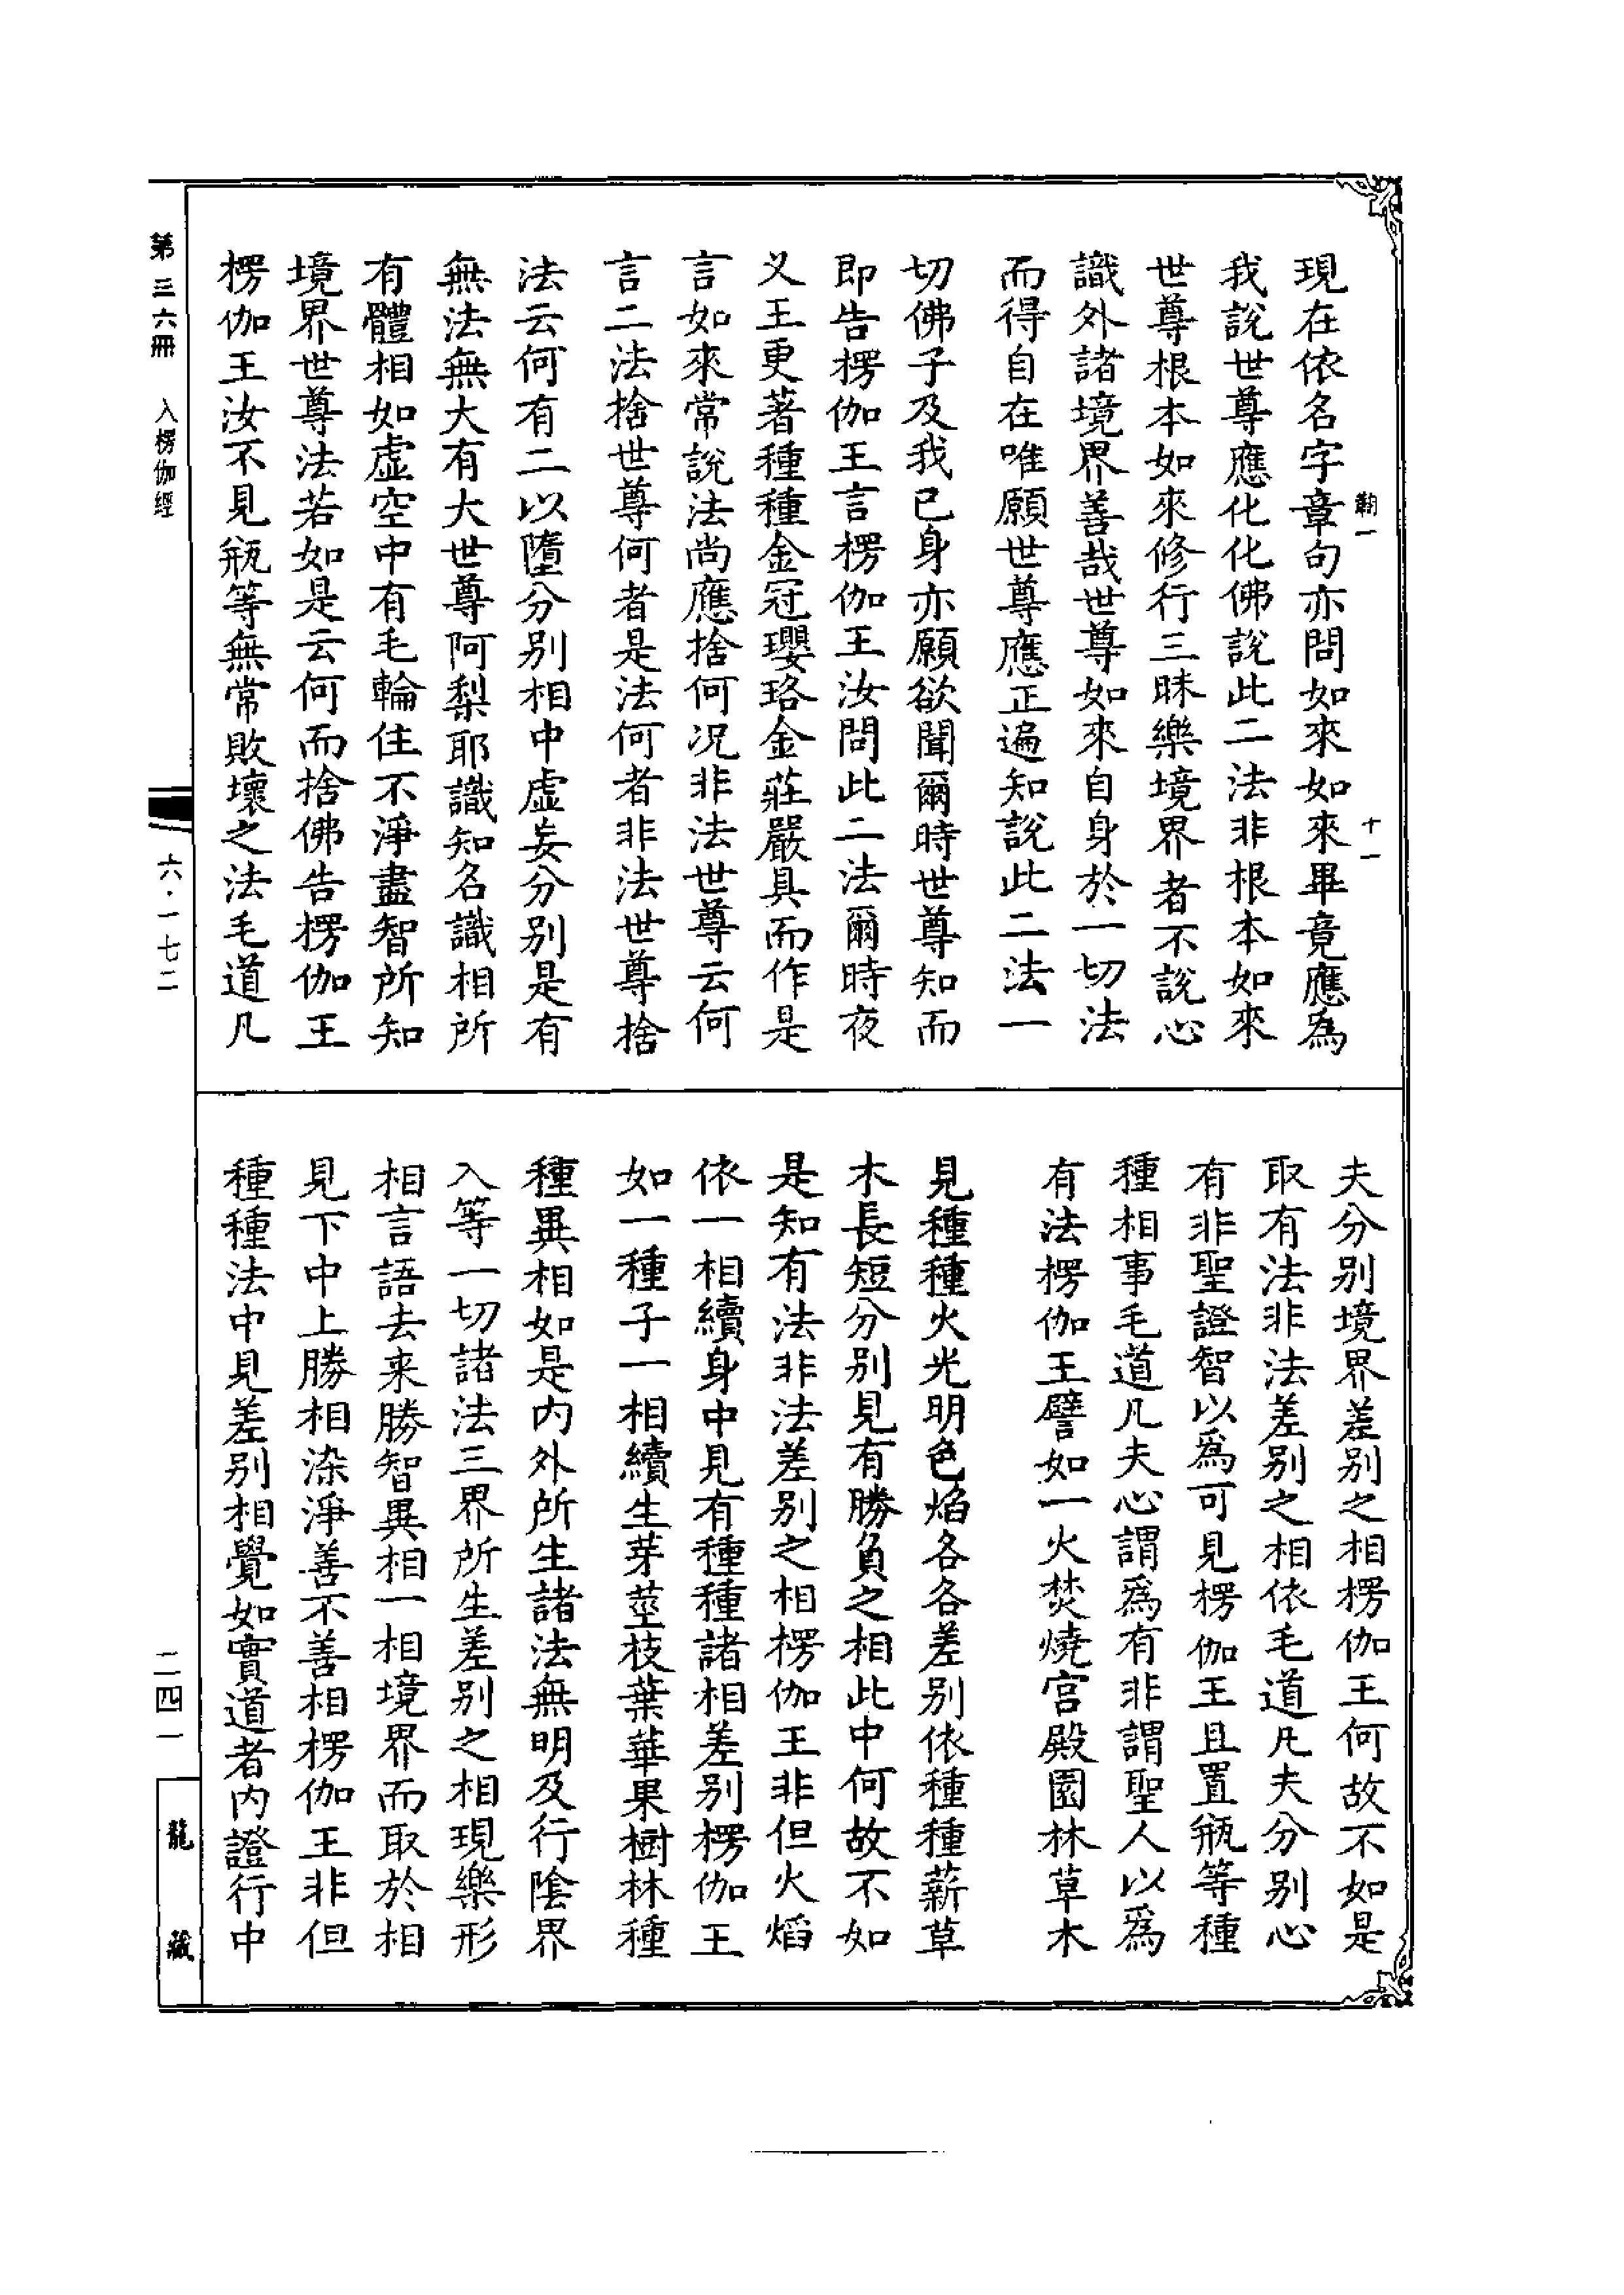 現在依名字章句亦問如來如來畢竟應為
我說世尊應化化佛說此二法非根本如來
世尊根本如來修行三昧樂境界者不說心
識外諸境界善哉世尊如來自身於一切法
而得自在唯願世尊應正遍知說此二法一
切佛子及我已身亦願欲聞爾時世尊知而
即告楞伽王言楞伽王汝問此二法爾時夜
义王更著種種金冠瓔珞金莊嚴具而作是
言如來常說法尚應捨何况非法世尊云何
言二法捨世尊何者是法何者非法世尊捨
法云何有二以墮分別相中虛妄分別是有
無法無大有大世尊阿梨耶識知名識相所
有體相如虛空中有毛輪住不淨盡智所知
境界世尊法若如是云何而捨佛告楞伽王
楞伽王汝不見瓶等無常敗壞之法毛道凡
夫分別境界差別之相楞伽王何故不如是
取有法非法差別之相依毛道凡夫分別心
有非聖證智以為可見楞伽王且置瓶等種
種相事毛道凡夫心謂為有非謂聖人以為
有法楞伽王譬如一火焚燒宮殿園林草木
見種種火光明色焰各各差別依種種薪草
木長短分別見有勝負之相此中何故不如
是知有法非法差別之相楞伽王非但火焰
依一相續身中見有種種諸相差別楞伽王
如一種子一相續生芽莖枝葉華果樹林種
種異相如是內外所生諸法無明及行陰界
入等一切諸法三界所生差別之相現樂形
相言語去来勝智異相一相境界而取於相
見下中上勝相染淨善不善相楞伽王非但
種種法中見差別相覺如實道者內證行中
翰一 十一
第三六冊 入楞伽經
六·一七二
二四一
龍藏